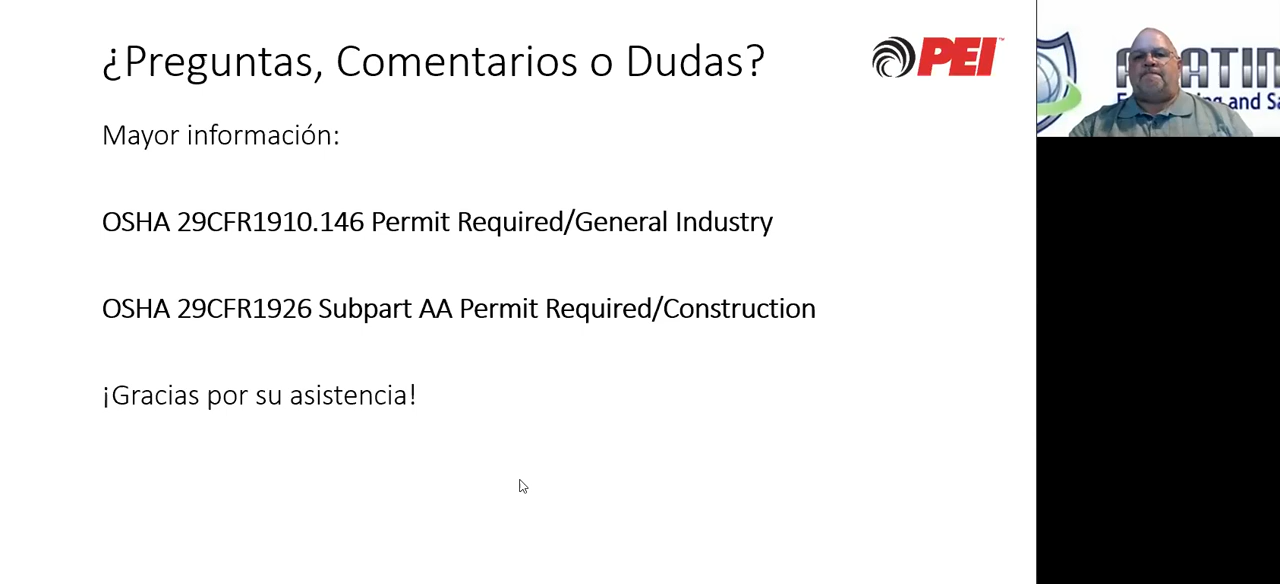 ¿Preguntas, Comentarios o Dudas?
PEI
Mayor información:
OSHA 29CFR1910.146 Permit Required/General Industry
OSHA 29CFR1926 Subpart AA Permit Required/Construction
¡Gracias por su asistencia!
and